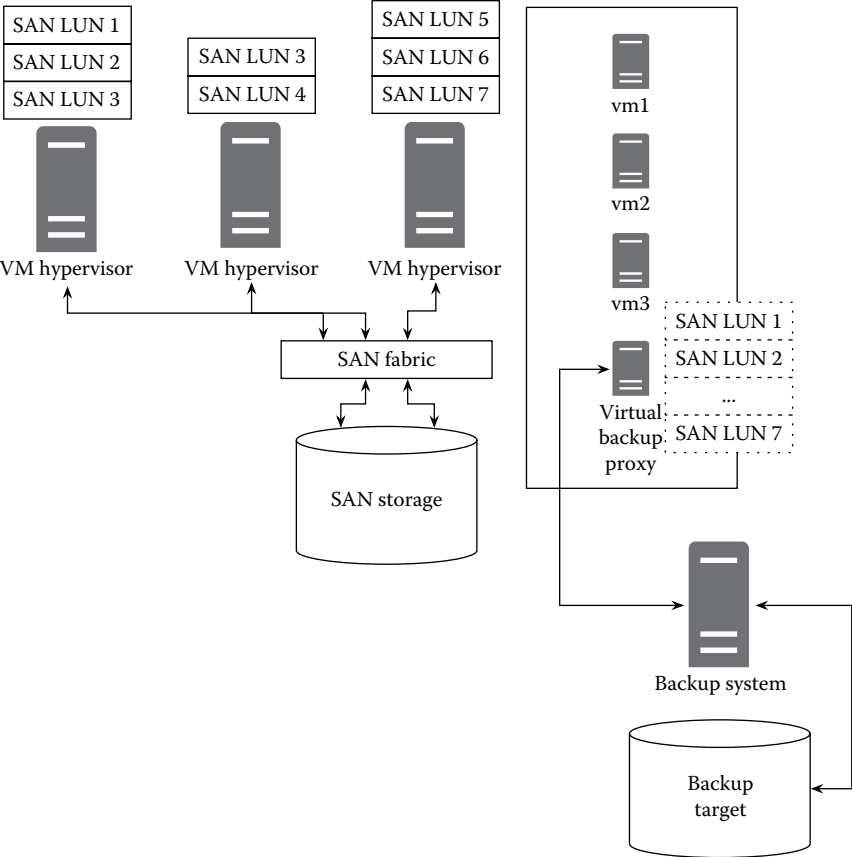 SAN LUN 1
SAN LUN 2
SAN LUN 3
VM hypervisor
SAN LUN 3
SAN LUN 4
VM hypervisor
SAN LUN 5
SAN LUN 6
SAN LUN 7
VM hypervisor
SAN fabric
SAN storage
vm1
vm2
vm3
Virtual
backup
proxy
SAN LUN 1
SAN LUN 2
...
SAN LUN 7
Backup system
Backup
target